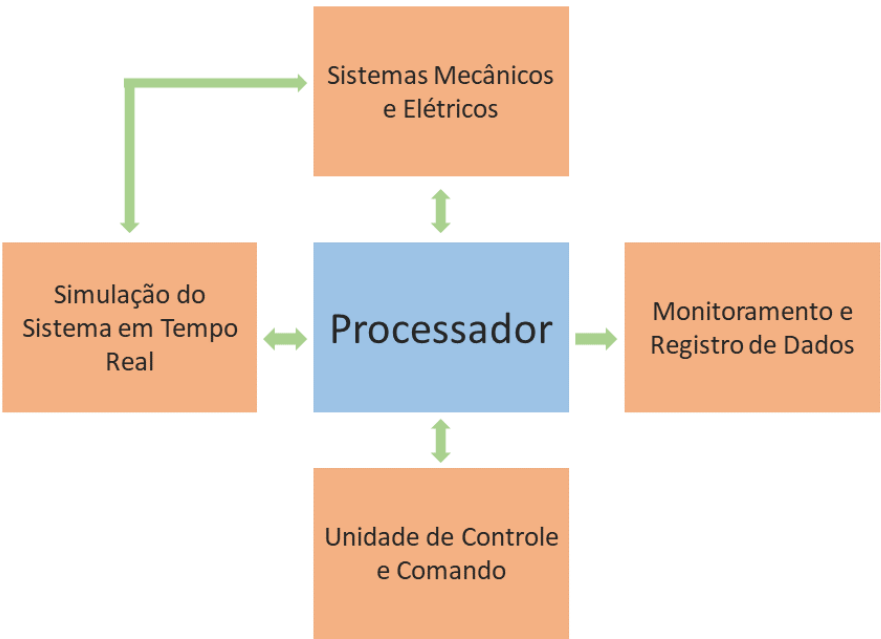 Sistemas Mecânicos
e Elétricos
Simulação do
Sistema em Tempo
Real
Processador
Monitoramento e
Registro de Dados
Unidade de Controle
e Comando